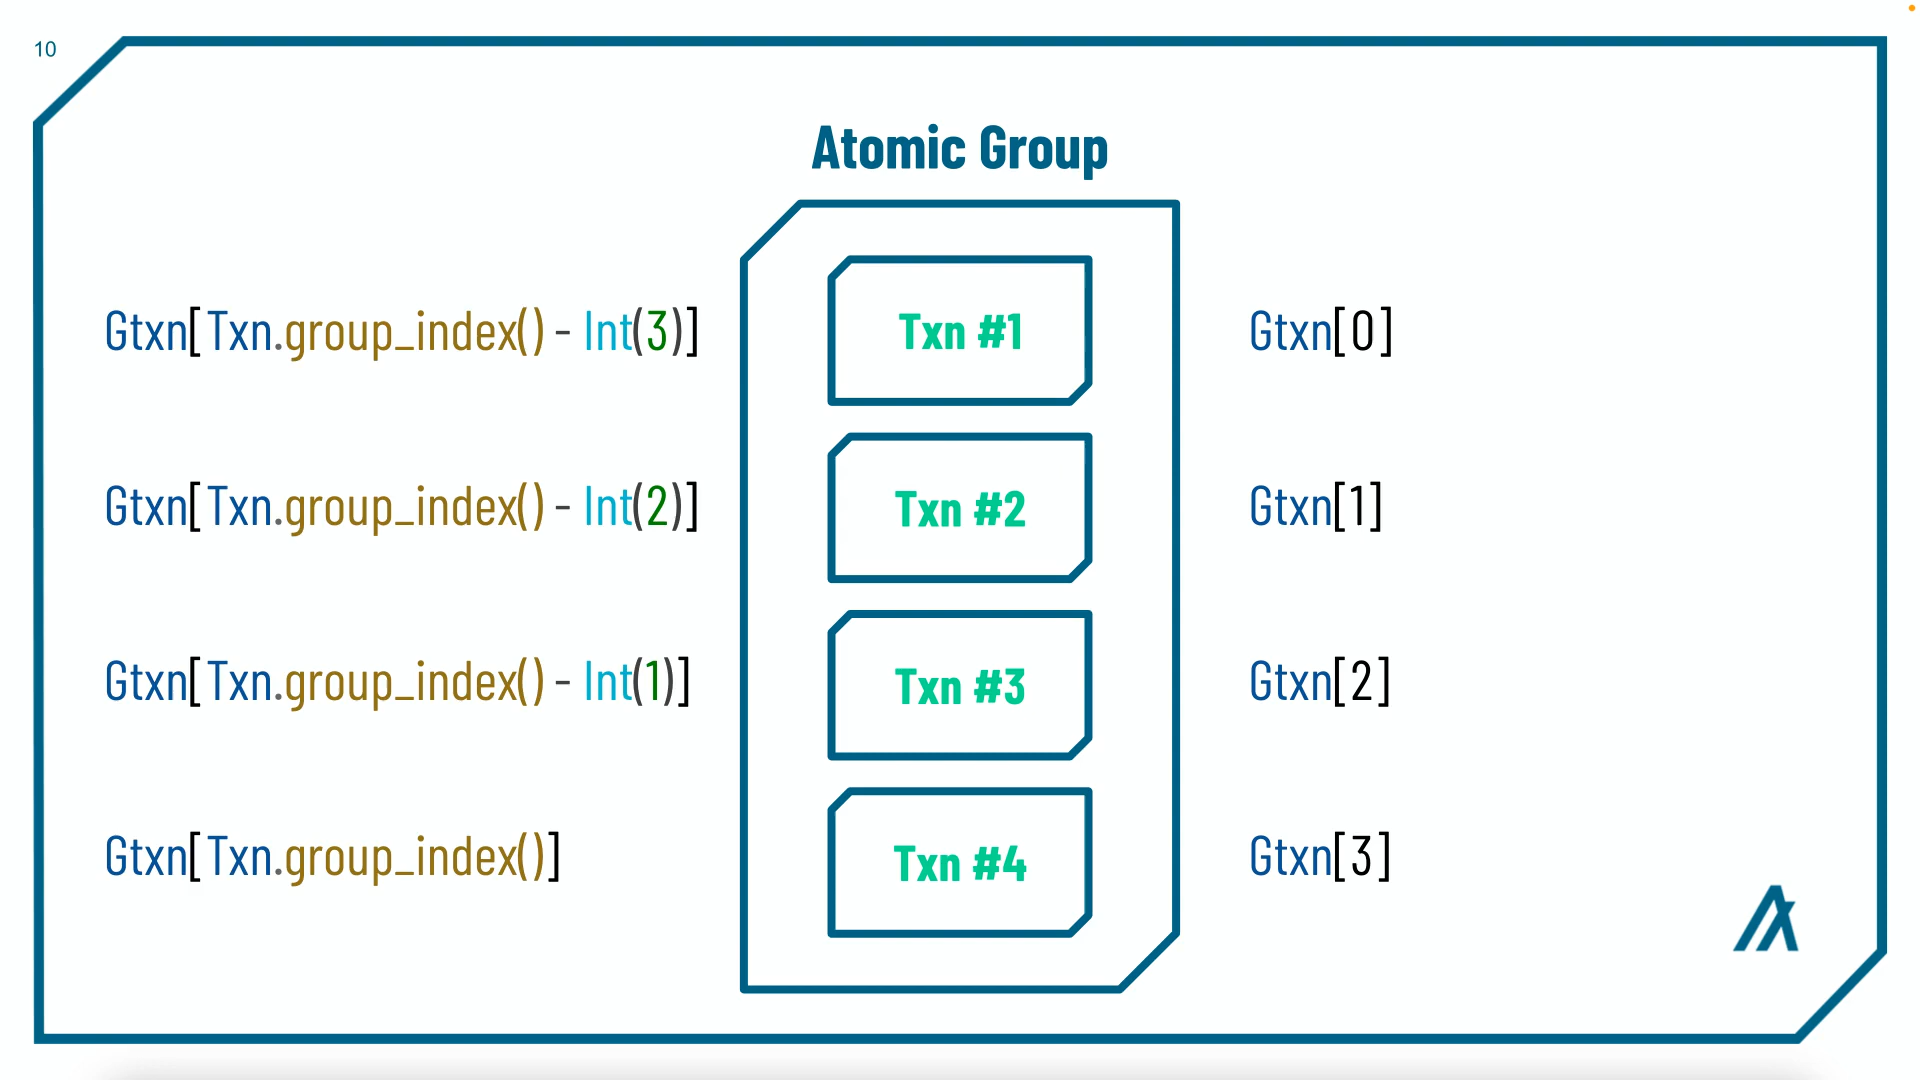 10
Atomic Group
Gtxn[Txn.group_index() - Int(3)]
Txn #1
Gtxn[0]
Gtxn[Txn.group_index() - Int(2)]
Txn #2
Gtxn[1]
Gtxn[Txn.group_index() - Int(1)]
Txn #3
Gtxn[2]
Gtxn[Txn.group_index()]
Txn #4
Gtxn[3]